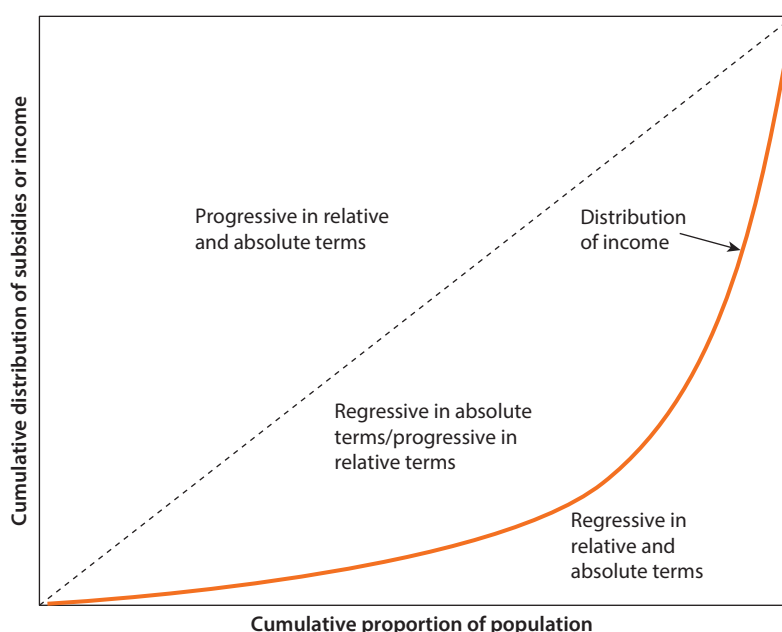 Cumulative distribution of subsidies or income
Progressive in relative
and absolute terms
Distribution
of income
Regressive in absolute
terms/progressive in
relative terms
Regressive in
relative and
absolute terms
Cumulative proportion of population